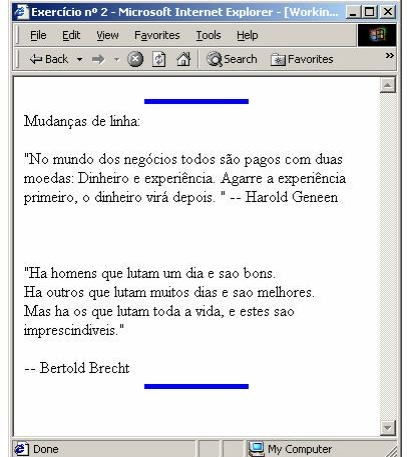 Exercício nº 2 - Microsoft Internet Explorer - [Workin...
File Edit View Favorites Tools Help
Back Search Favorites »
Mudanças de linha:
"No mundo dos negócios todos são pagos com duas
moedas: Dinheiro e experiência. Agarre a experiência
primeiro, o dinheiro virá depois. " -- Harold Geneen
"Ha homens que lutam um dia e sao bons.
Ha outros que lutam muitos dias e sao melhores.
Mas ha os que lutam toda a vida, e estes sao
imprescindiveis."
-- Bertold Brecht
Done My Computer